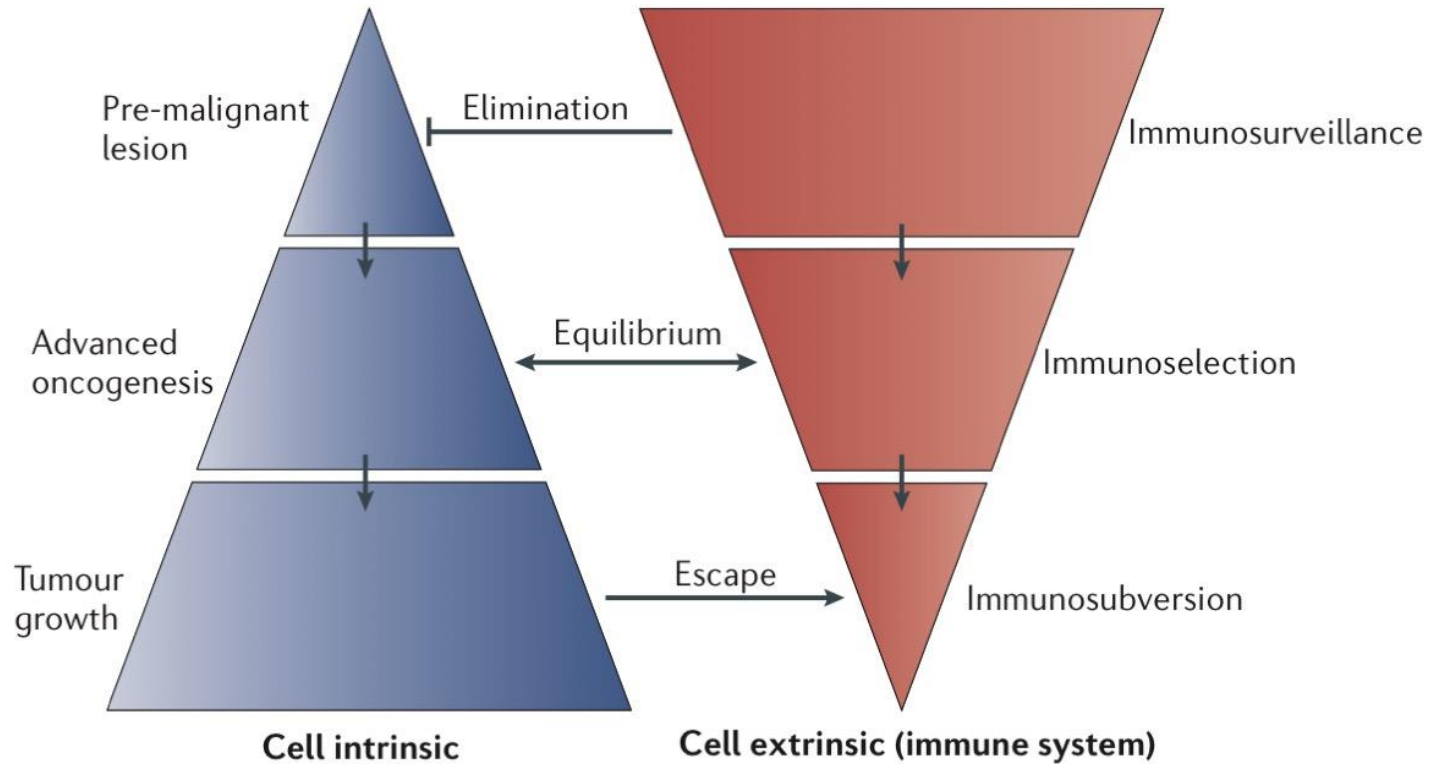 Pre-malignant
lesion
Elimination
Immunosurveillance
Advanced
oncogenesis
Equilibrium
Immunoselection
Tumour
growth
Escape
Immunosubversion
Cell intrinsic
Cell extrinsic (immune system)